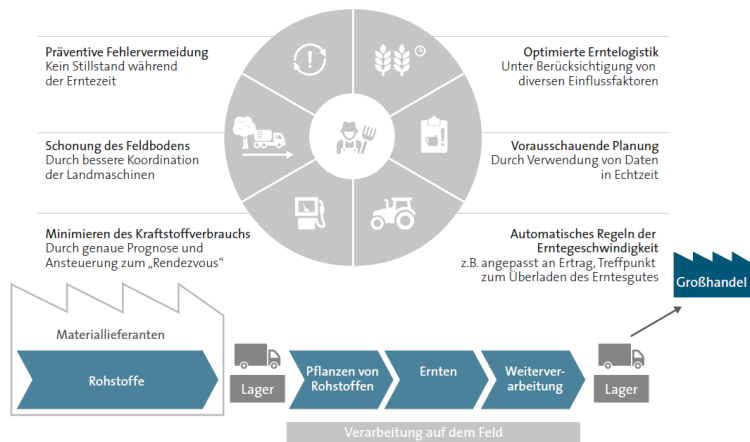 Präventive Fehlervermeidung
Kein Stillstand während
der Erntezeit
Schonung des Feldbodens
Durch bessere Koordination
der Landmaschinen
Minimieren des Kraftstoffverbrauchs
Durch genaue Prognose und
Ansteuerung zum „Rendezvous“
Optimierte Erntelogistik
Unter Berücksichtigung von
diversen Einflussfaktoren
Vorausschauende Planung
Durch Verwendung von Daten
in Echtzeit
Automatisches Regeln der
Erntegeschwindigkeit
z.B. angepasst an Ertrag, Treffpunkt
zum Überladen des Erntesgutes
Großhandel
Materiallieferanten
Rohstoffe
Lager
Pflanzen von
Rohstoffen
Ernten
Weiterver-
arbeitung
Lager
Verarbeitung auf dem Feld